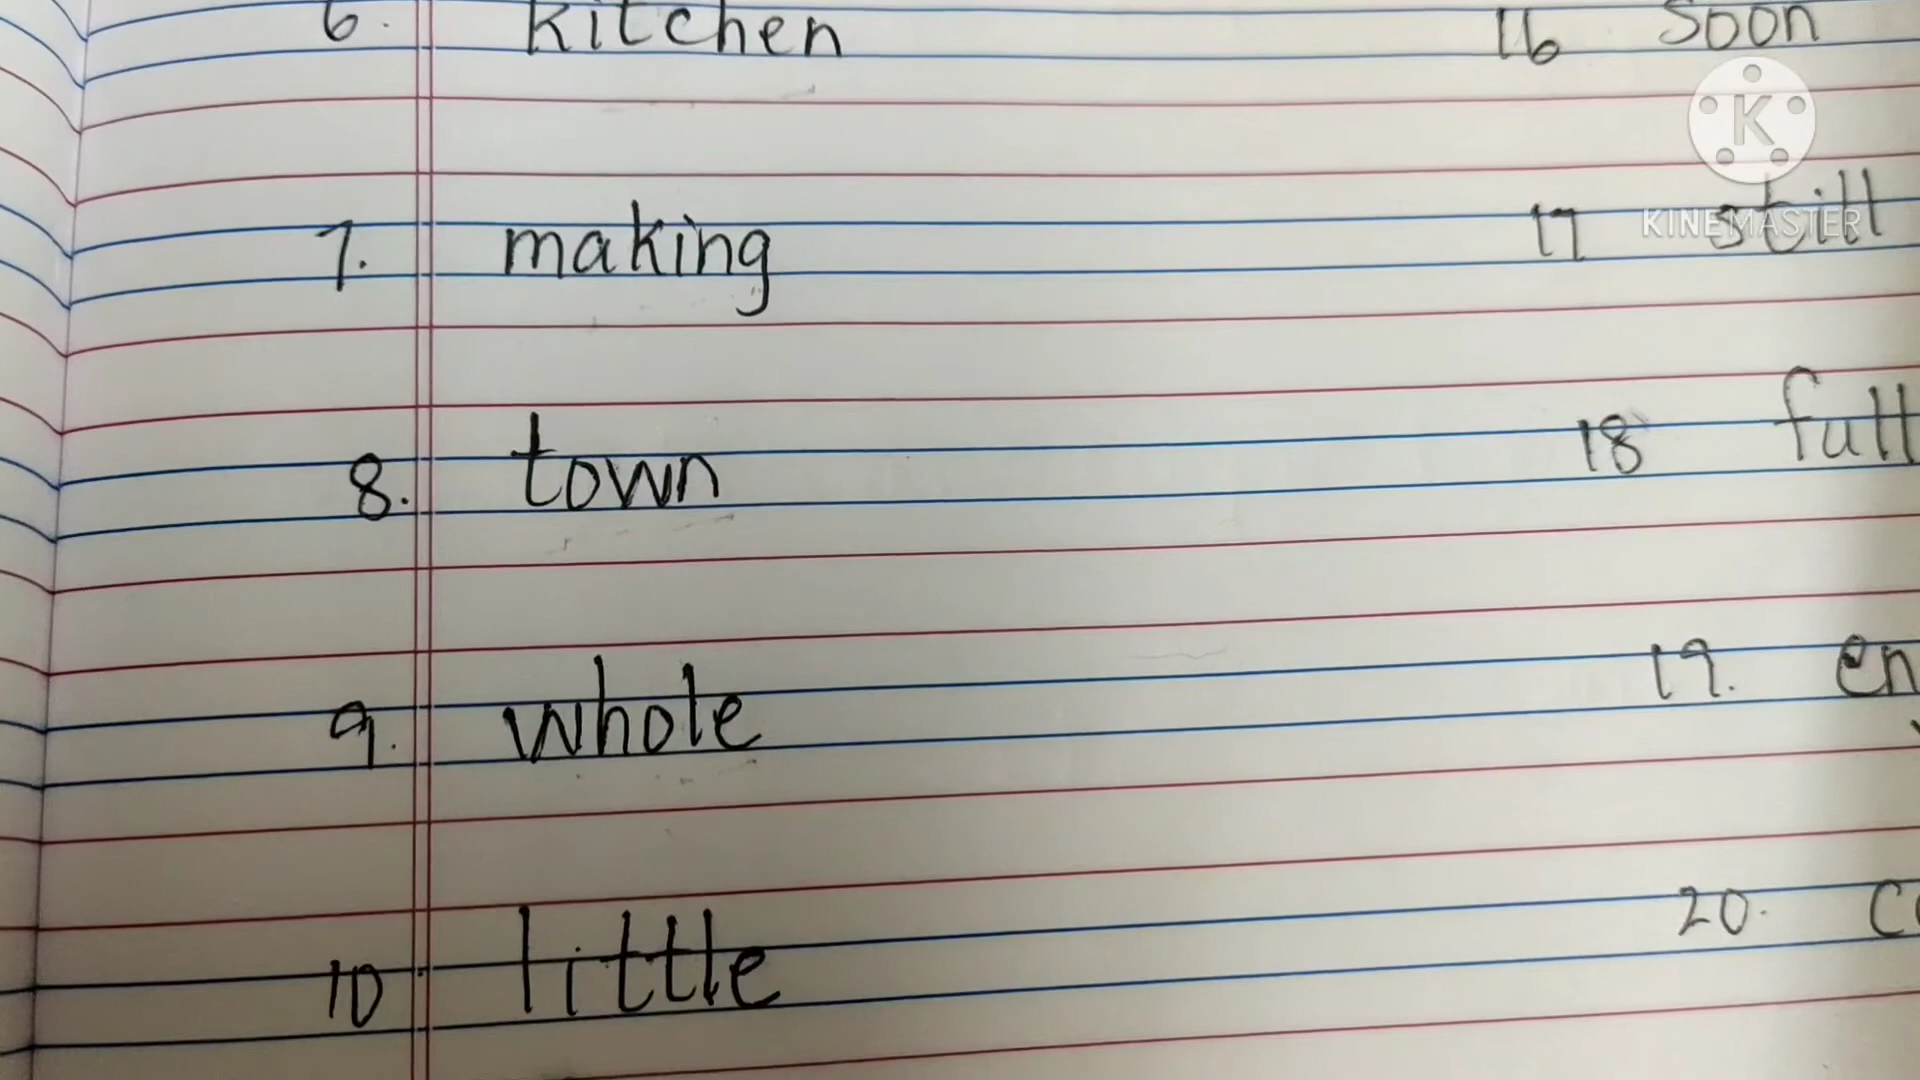 6. kitchen
16 soon
7. making
17 still
KINEMASTER
8. town
18 full
9. whole
19. en
10. little
20.